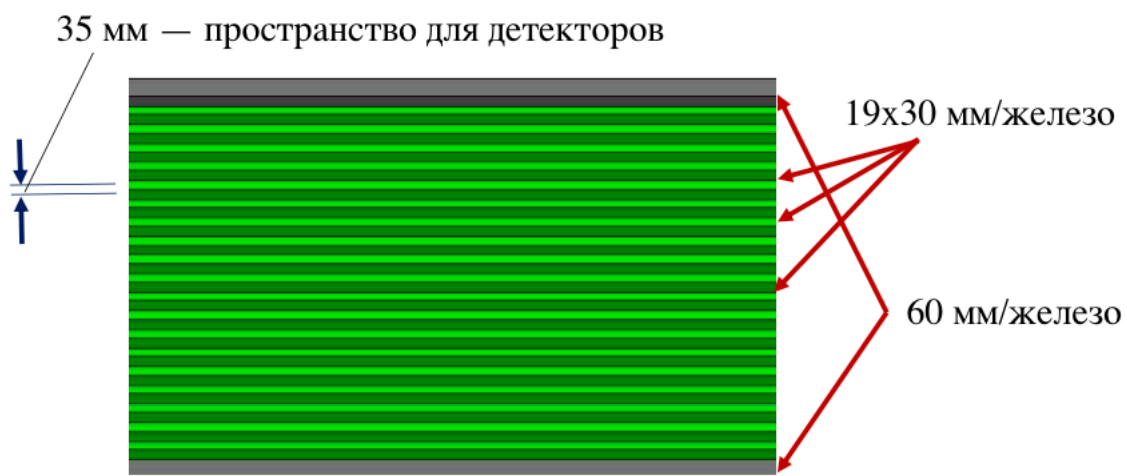 35 мм — пространство для детекторов
19x30 мм/железо
60 мм/железо